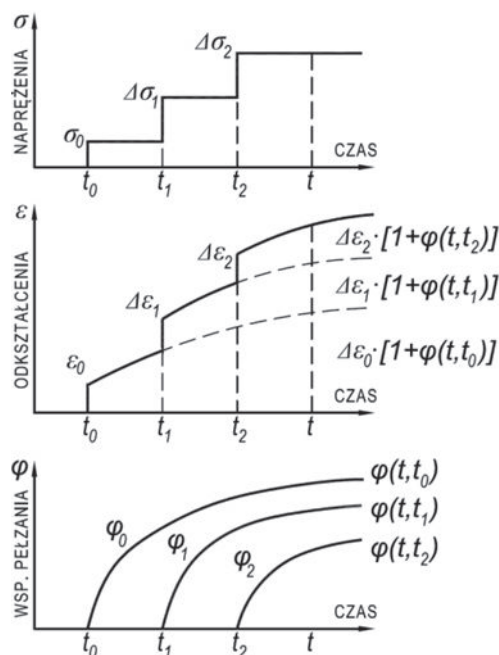 σ
NAPRĘŻENIA
Δσ₂
Δσ₁
σ₀
CZAS
t₀ t₁ t₂ t
ε
ODKSZTAŁCENIA
Δε₂
Δε₂·[1+φ(t,t₂)]
Δε₁
Δε₁·[1+φ(t,t₁)]
ε₀
Δε₀·[1+φ(t,t₀)]
CZAS
t₀ t₁ t₂ t
φ
WSP. PEŁZANIA
φ(t,t₀)
φ₀ φ₁ φ(t,t₁)
φ₂ φ(t,t₂)
CZAS
t₀ t₁ t₂ t